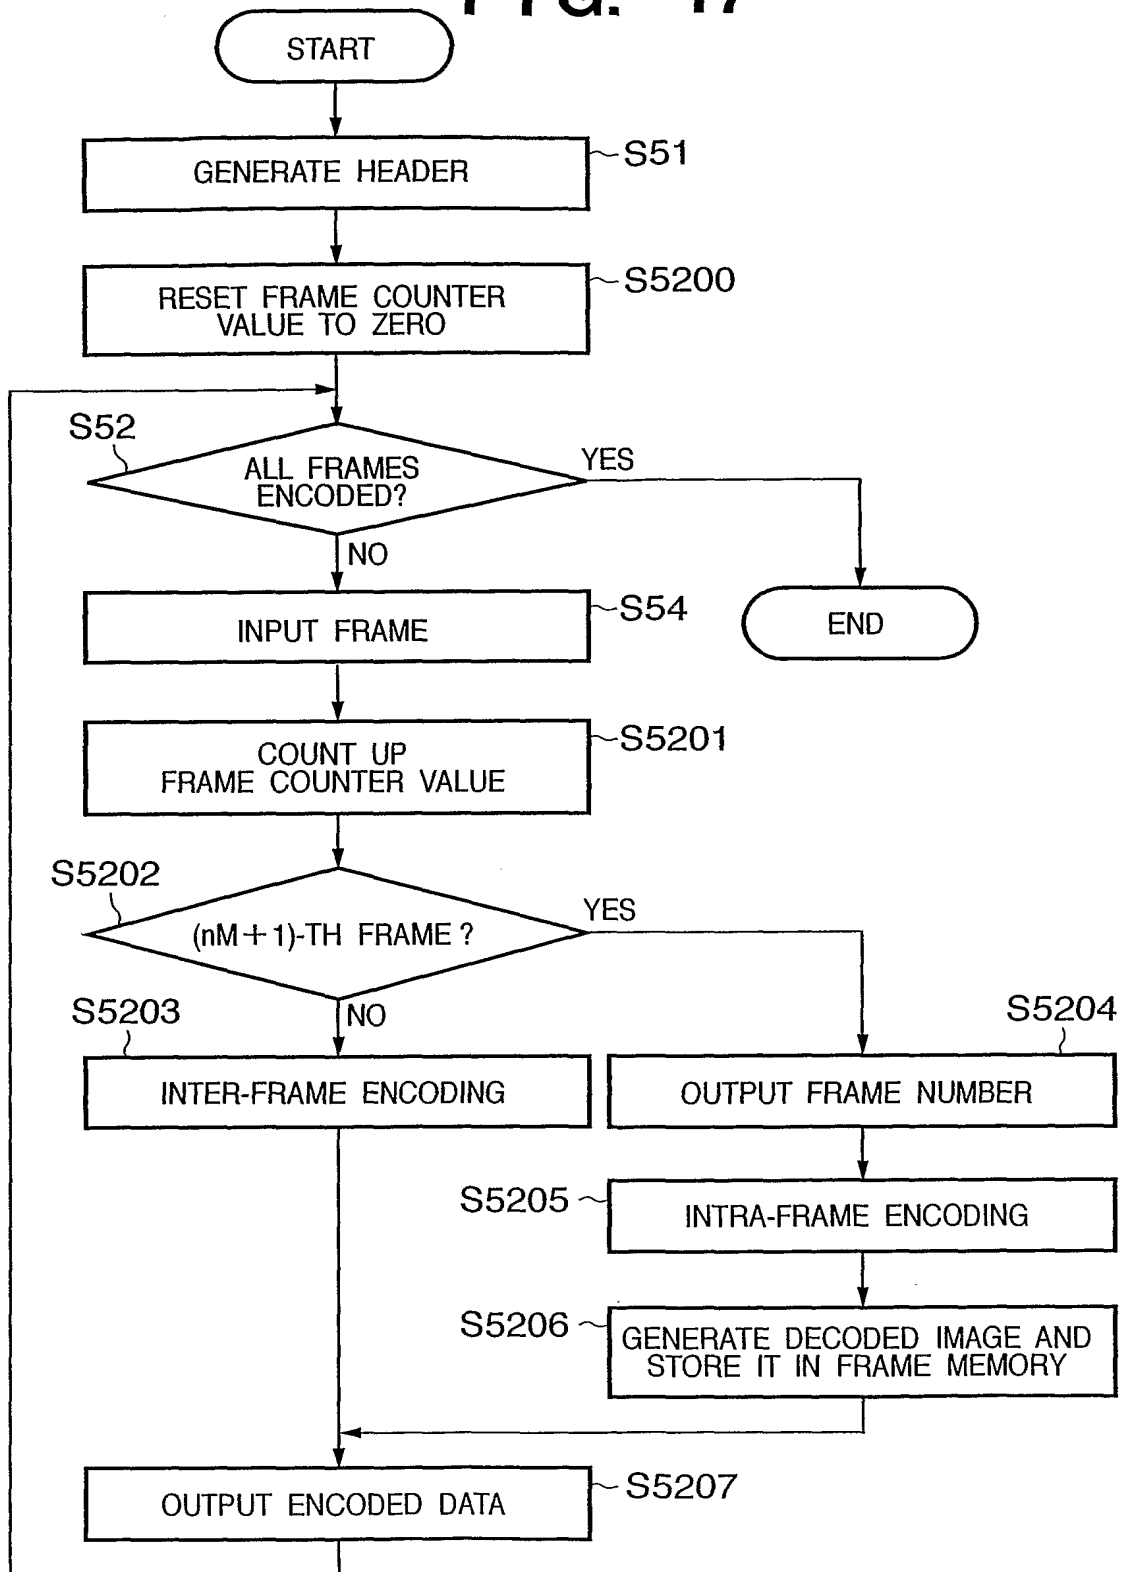 START
GENERATE HEADER
S51
RESET FRAME COUNTER
VALUE TO ZERO
S5200
S52
ALL FRAMES
ENCODED?
YES
NO
INPUT FRAME
S54
END
COUNT UP
FRAME COUNTER VALUE
S5201
S5202
(nM+1)-TH FRAME?
YES
NO
S5203
INTER-FRAME ENCODING
S5204
OUTPUT FRAME NUMBER
S5205
INTRA-FRAME ENCODING
S5206
GENERATE DECODED IMAGE AND
STORE IT IN FRAME MEMORY
OUTPUT ENCODED DATA
S5207